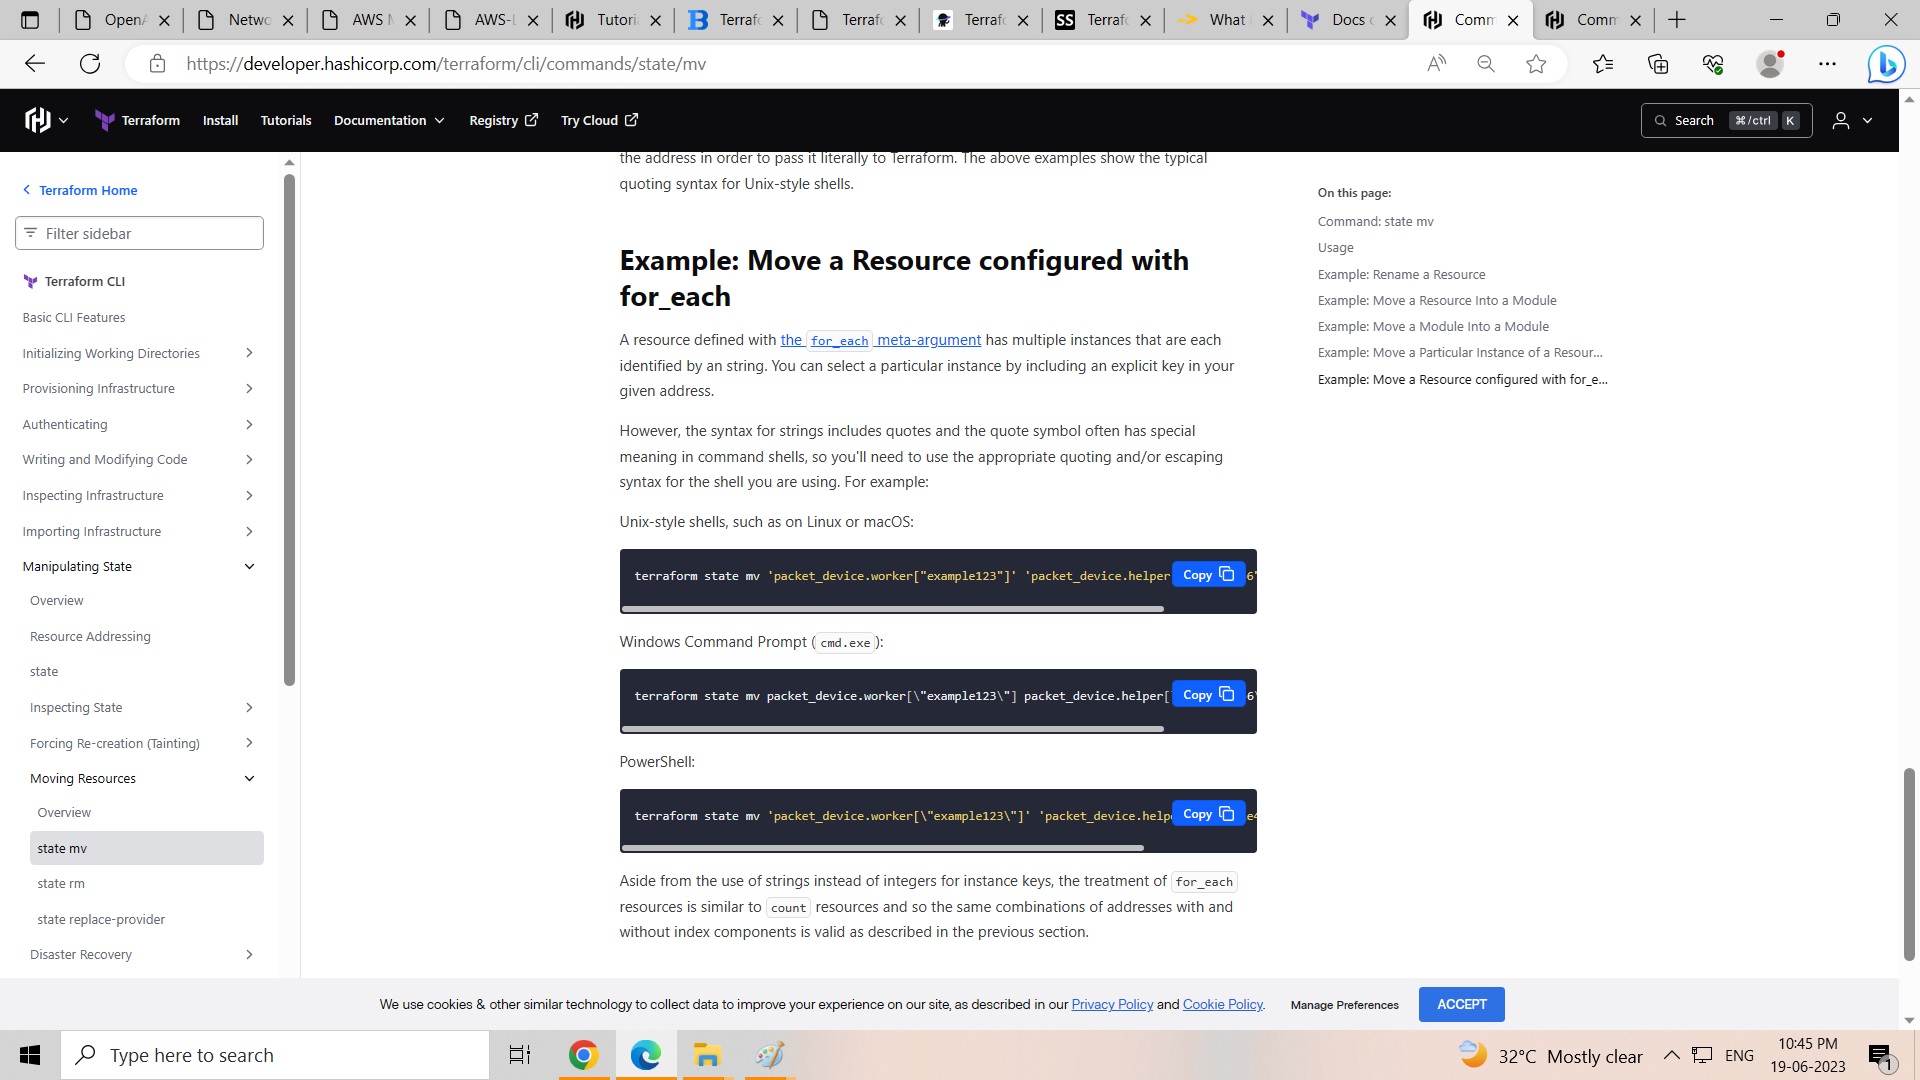 OpenA
Netwo
AWS
AWS-
Tutori
Terrafo
Terrafo
Terrafo
Terrafo
What
Docs
Comm
Comm
https://developer.hashicorp.com/terraform/cli/commands/state/mv
Terraform
Install
Tutorials
Documentation
Registry
Try Cloud
Search
⌘/ctrl
K
Terraform Home
Filter sidebar
Terraform CLI
Basic CLI Features
Initializing Working Directories
Provisioning Infrastructure
Authenticating
Writing and Modifying Code
Inspecting Infrastructure
Importing Infrastructure
Manipulating State
Overview
Resource Addressing
state
Inspecting State
Forcing Re-creation (Tainting)
Moving Resources
Overview
state mv
state rm
state replace-provider
Disaster Recovery
the address in order to pass it literally to Terraform. The above examples show the typical
quoting syntax for Unix-style shells.
Example: Move a Resource configured with
for_each
A resource defined with the for_each meta-argument has multiple instances that are each
identified by an string. You can select a particular instance by including an explicit key in your
given address.
However, the syntax for strings includes quotes and the quote symbol often has special
meaning in command shells, so you'll need to use the appropriate quoting and/or escaping
syntax for the shell you are using. For example:
Unix-style shells, such as on Linux or macOS:
terraform state mv 'packet_device.worker["example123"]' 'packet_device.helper
Copy
6"
Windows Command Prompt (cmd.exe):
terraform state mv packet_device.worker[\"example123\"] packet_device.helper[
Copy
6\
PowerShell:
terraform state mv 'packet_device.worker[\"example123\"]' 'packet_device.help
Copy
e4
Aside from the use of strings instead of integers for instance keys, the treatment of for_each
resources is similar to count resources and so the same combinations of addresses with and
without index components is valid as described in the previous section.
On this page:
Command: state mv
Usage
Example: Rename a Resource
Example: Move a Resource Into a Module
Example: Move a Module Into a Module
Example: Move a Particular Instance of a Resour...
Example: Move a Resource configured with for_e...
We use cookies & other similar technology to collect data to improve your experience on our site, as described in our Privacy Policy and Cookie Policy.
Manage Preferences
ACCEPT
Type here to search
32°C Mostly clear
ENG
10:45 PM
19-06-2023
1